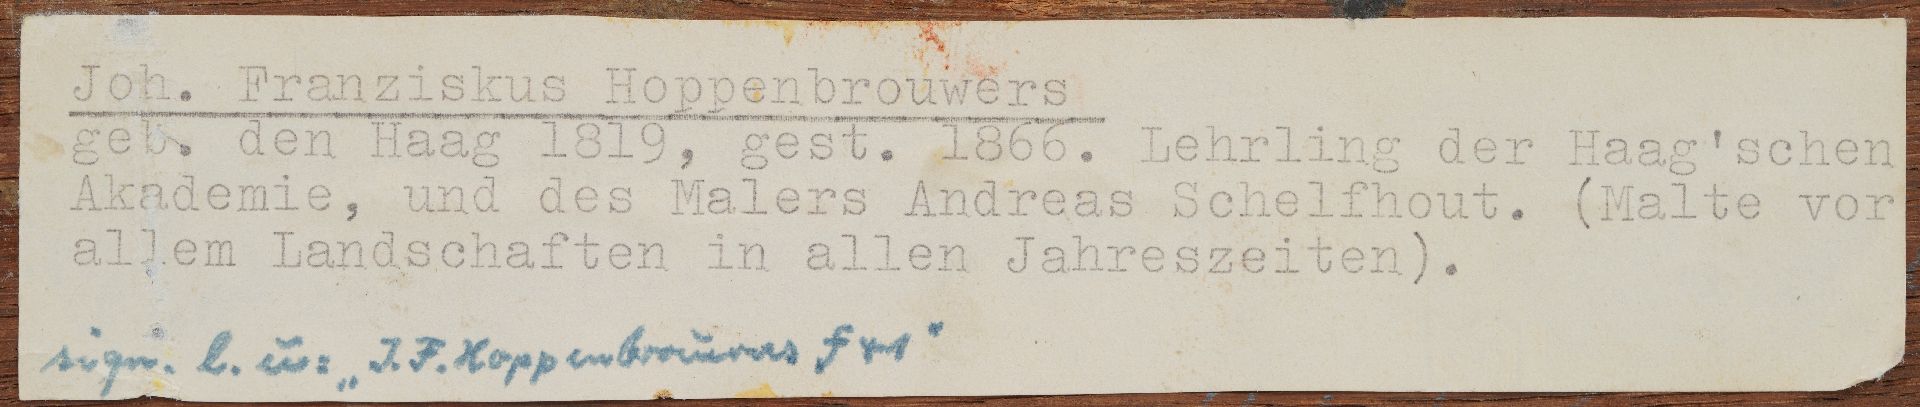 Joh. Franziskus Hoppenbrouwers
geb. den Haag 1819, gest. 1866. Lehrling der Haag'schen
Akademie, und des Malers Andreas Schelfhout. (Malte vor
allem Landschaften in allen Jahreszeiten).
sign. l. u: „J.F. Hoppenbrouwers